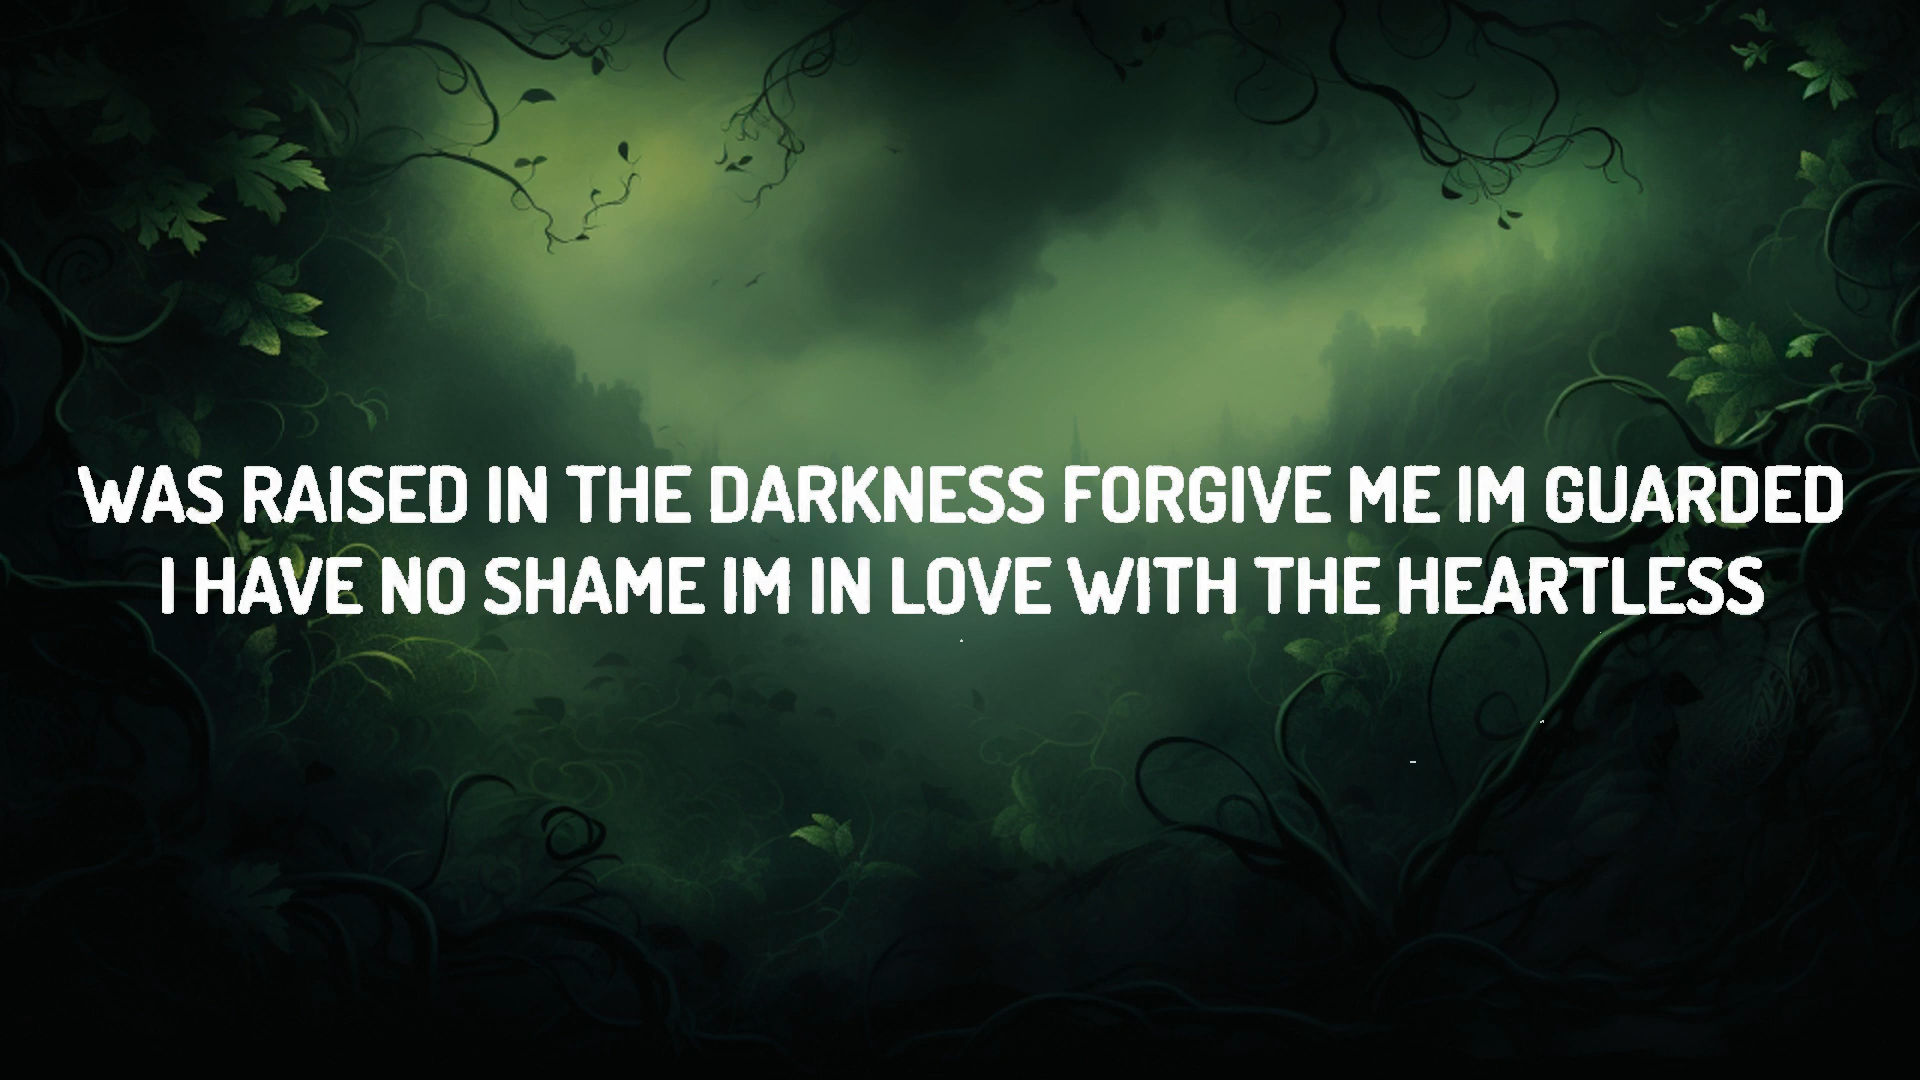 WAS RAISED IN THE DARKNESS FORGIVE ME IM GUARDED
I HAVE NO SHAME IM IN LOVE WITH THE HEARTLESS